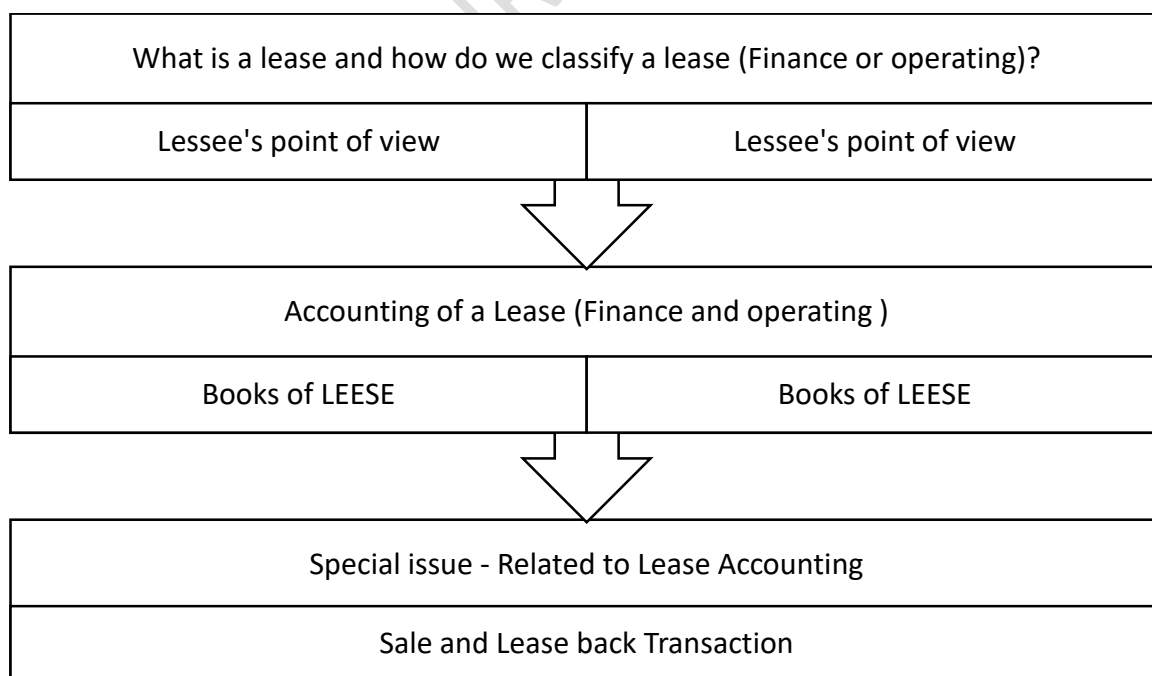 What is a lease and how do we classify a lease (Finance or operating)?
Lessee's point of view
Lessee's point of view
Accounting of a Lease (Finance and operating )
Books of LEESE
Books of LEESE
Special issue - Related to Lease Accounting
Sale and Lease back Transaction